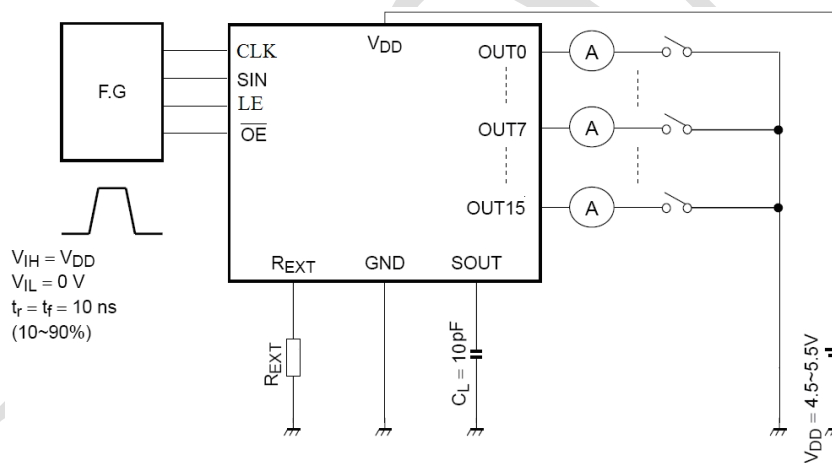 F.G
CLK
SIN
LE
OE
VDD
OUT0
OUT7
OUT15
A
A
A
REXT
GND
SOUT
VIH = VDD
VIL = 0 V
tr = tf = 10 ns
(10~90%)
REXT
CL = 10pF
VDD = 4.5~5.5V